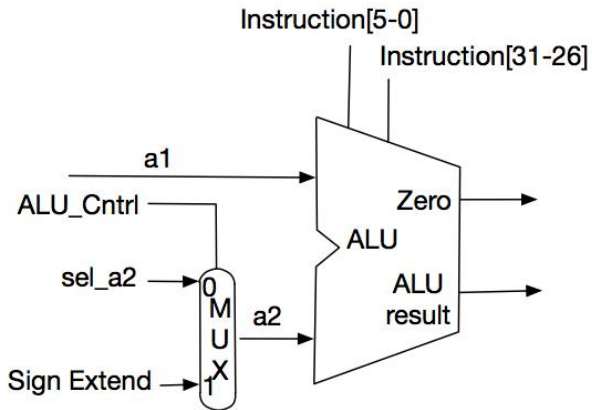 Instruction[5-0]
Instruction[31-26]
a1
ALU_Cntrl
Zero
ALU
sel_a2
0
M
U
X
a2
ALU
result
Sign Extend
1